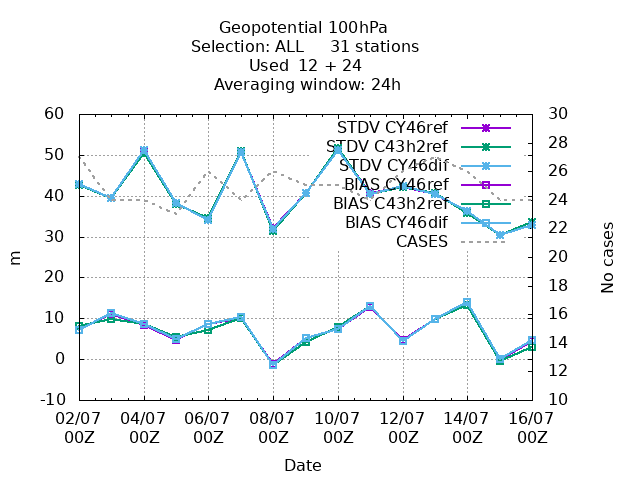 Geopotential 100hPa
Selection: ALL 31 stations
Used 12 + 24
Averaging window: 24h
60
50
40
30
20
10
0
-10
m
STDV CY46ref
STDV C43h2ref
STDV CY46dif
BIAS CY46ref
BIAS C43h2ref
BIAS CY46dif
CASES
30
28
26
24
22
20
18
16
14
12
10
No cases
02/07 04/07 06/07 08/07 10/07 12/07 14/07 16/07
00Z 00Z 00Z 00Z 00Z 00Z 00Z 00Z
Date